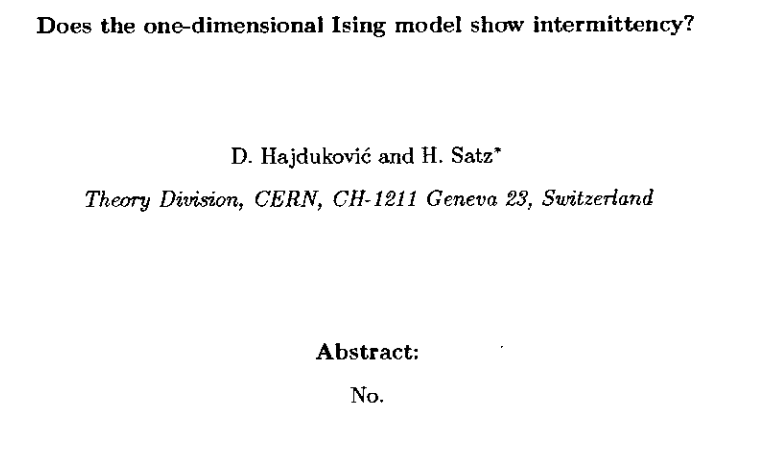 Does the one-dimensional Ising model show intermittency?
D. Hajduković and H. Satz*
Theory Division, CERN, CH-1211 Geneva 23, Switzerland
Abstract:
No.